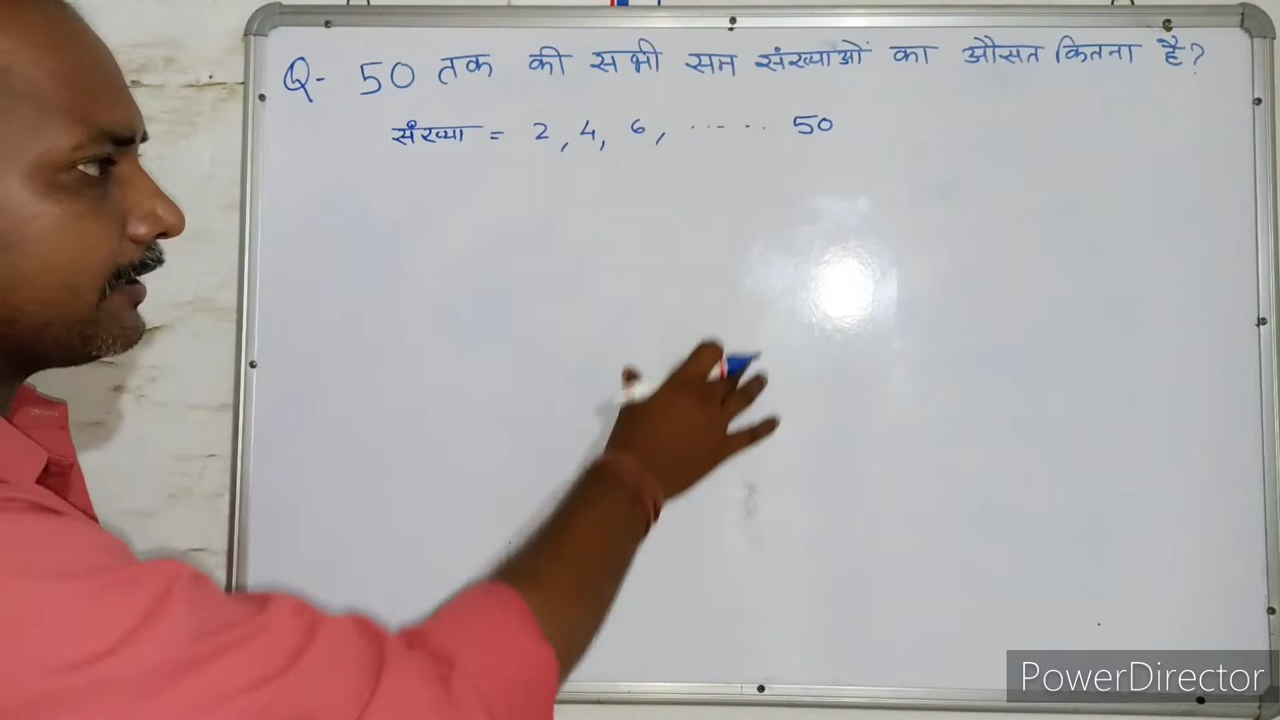 Q- 50 तक की सभी सम संख्याओं का औसत कितना है?
संख्या = 2, 4, 6, ...... 50
PowerDirector